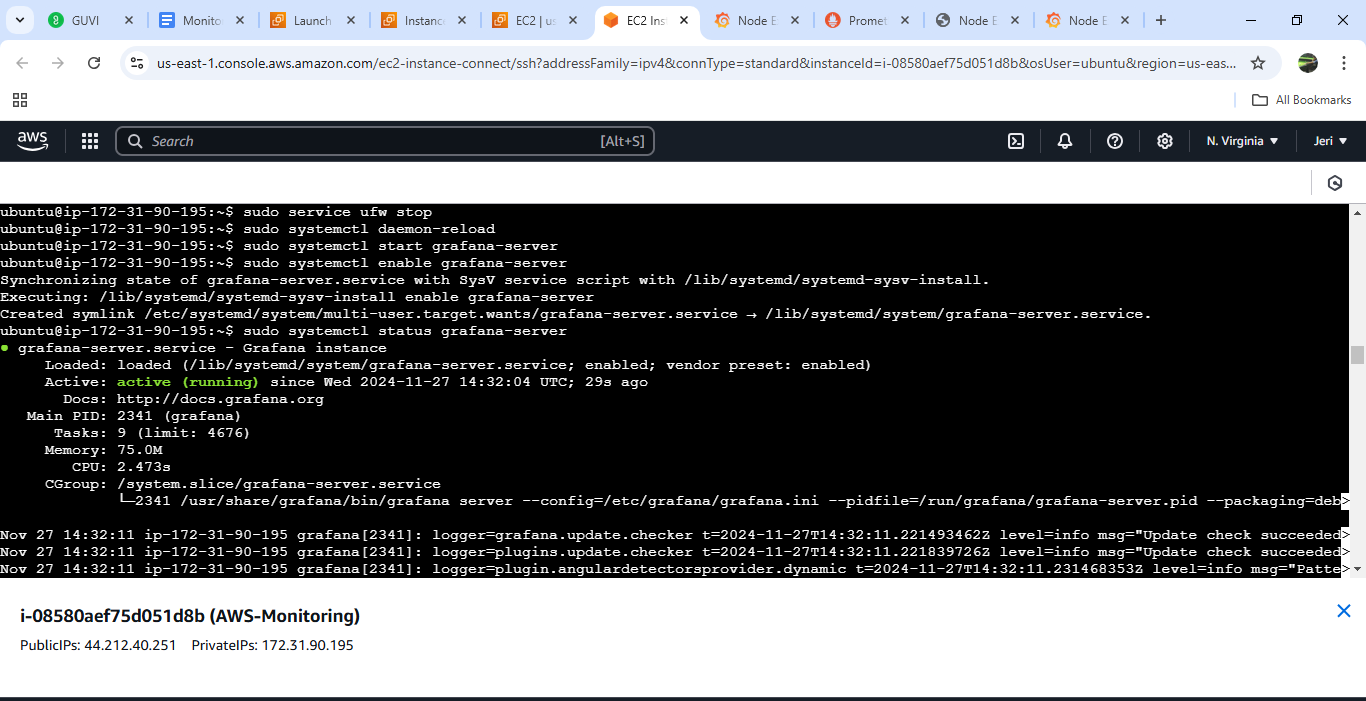 GUVI
Monito
Launch
Instanc
EC2 | us
EC2 Ins
Node E
Promet
Node E
Node E
us-east-1.console.aws.amazon.com/ec2-instance-connect/ssh?addressFamily=ipv4&connType=standard&instanceId=i-08580aef75d051d8b&osUser=ubuntu&region=us-eas...
All Bookmarks
aws
Search [Alt+S]
N. Virginia
Jeri
ubuntu@ip-172-31-90-195:~$ sudo service ufw stop
ubuntu@ip-172-31-90-195:~$ sudo systemctl daemon-reload
ubuntu@ip-172-31-90-195:~$ sudo systemctl start grafana-server
ubuntu@ip-172-31-90-195:~$ sudo systemctl enable grafana-server
Synchronizing state of grafana-server.service with SysV service script with /lib/systemd/systemd-sysv-install.
Executing: /lib/systemd/systemd-sysv-install enable grafana-server
Created symlink /etc/systemd/system/multi-user.target.wants/grafana-server.service → /lib/systemd/system/grafana-server.service.
ubuntu@ip-172-31-90-195:~$ sudo systemctl status grafana-server
● grafana-server.service - Grafana instance
Loaded: loaded (/lib/systemd/system/grafana-server.service; enabled; vendor preset: enabled)
Active: active (running) since Wed 2024-11-27 14:32:04 UTC; 29s ago
Docs: http://docs.grafana.org
Main PID: 2341 (grafana)
Tasks: 9 (limit: 4676)
Memory: 75.0M
CPU: 2.473s
CGroup: /system.slice/grafana-server.service
└─2341 /usr/share/grafana/bin/grafana server --config=/etc/grafana/grafana.ini --pidfile=/run/grafana/grafana-server.pid --packaging=deb>
Nov 27 14:32:11 ip-172-31-90-195 grafana[2341]: logger=grafana.update.checker t=2024-11-27T14:32:11.221493462Z level=info msg="Update check succeeded>
Nov 27 14:32:11 ip-172-31-90-195 grafana[2341]: logger=plugins.update.checker t=2024-11-27T14:32:11.221839726Z level=info msg="Update check succeeded>
Nov 27 14:32:11 ip-172-31-90-195 grafana[2341]: logger=plugin.angulardetectorsprovider.dynamic t=2024-11-27T14:32:11.231468353Z level=info msg="Patte>
i-08580aef75d051d8b (AWS-Monitoring)
PublicIPs: 44.212.40.251 PrivateIPs: 172.31.90.195